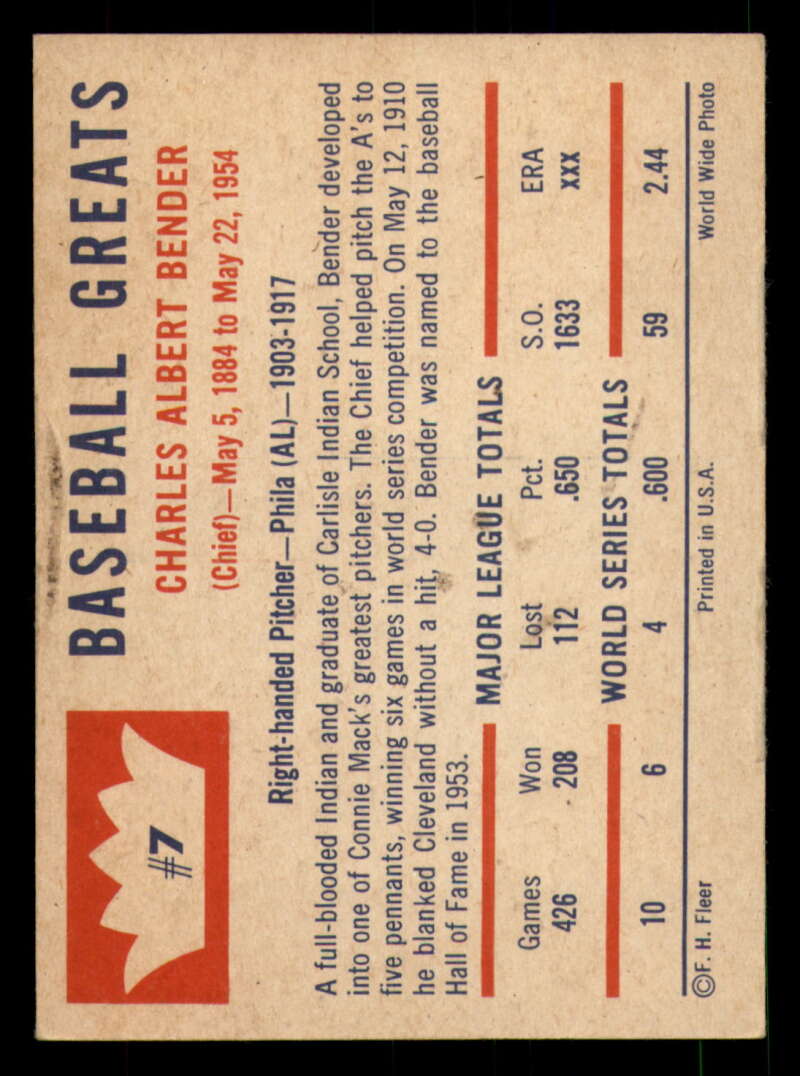 #7
BASEBALL GREATS
CHARLES ALBERT BENDER
(Chief)—May 5, 1884 to May 22, 1954
Right-handed Pitcher—Phila (AL)—1903-1917
A full-blooded Indian and graduate of Carlisle Indian School, Bender developed
into one of Connie Mack's greatest pitchers. The Chief helped pitch the A's to
five pennants, winning six games in world series competition. On May 12, 1910
he blanked Cleveland without a hit, 4-0. Bender was named to the baseball
Hall of Fame in 1953.
MAJOR LEAGUE TOTALS
Games Won Lost Pct. S.O. ERA
426 208 112 .650 1633 xxx
WORLD SERIES TOTALS
10 6 4 .600 59 2.44
©F. H. Fleer Printed in U.S.A. World Wide Photo